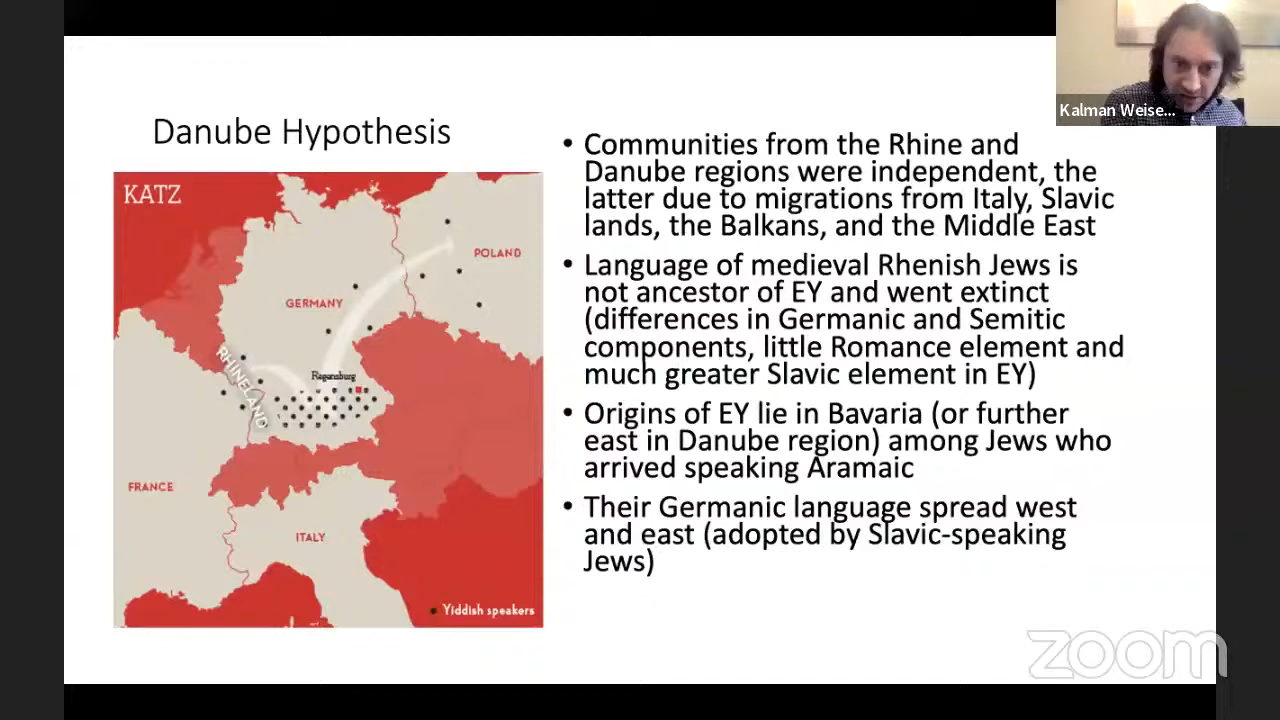 Kalman Weise...
Danube Hypothesis
KATZ
POLAND
GERMANY
RHINELAND
Regensburg
FRANCE
ITALY
Yiddish speakers
• Communities from the Rhine and
Danube regions were independent, the
latter due to migrations from Italy, Slavic
lands, the Balkans, and the Middle East
• Language of medieval Rhenish Jews is
not ancestor of EY and went extinct
(differences in Germanic and Semitic
components, little Romance element and
much greater Slavic element in EY)
• Origins of EY lie in Bavaria (or further
east in Danube region) among Jews who
arrived speaking Aramaic
• Their Germanic language spread west
and east (adopted by Slavic-speaking
Jews)
zoom